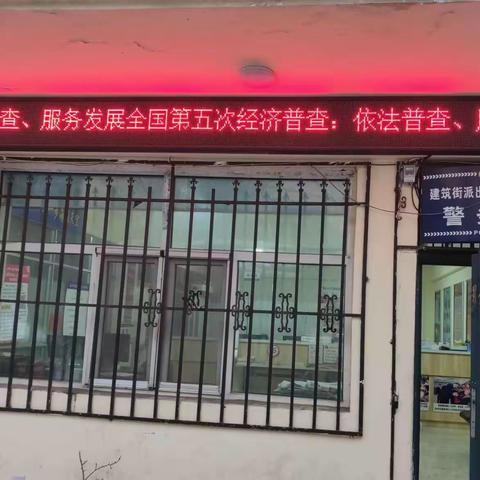 查、服务发展全国第五次经济普查：依法普查、
建筑街派出
警